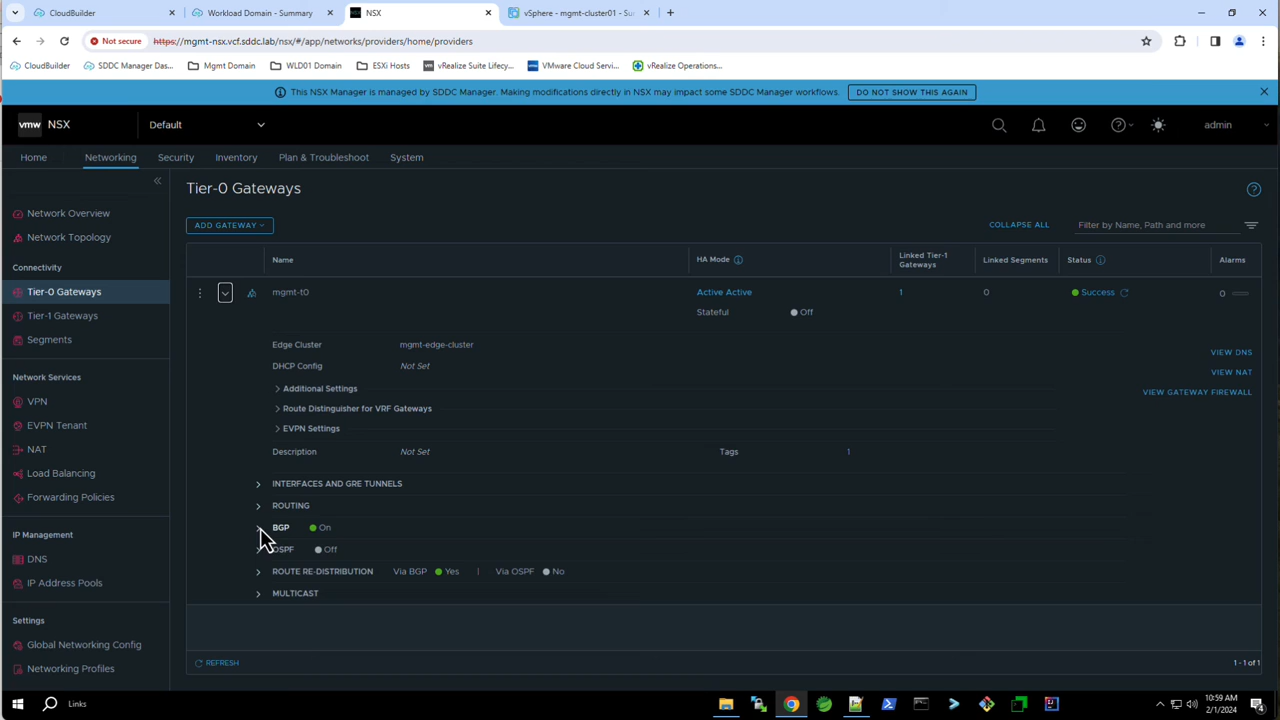 CloudBuilder
Workload Domain - Summary
NSX
vSphere - mgmt-cluster01 - Su
Not secure
https://mgmt-nsx.vcf.sddc.lab/nsx/#/app/networks/providers/home/providers
CloudBuilder
SDDC Manager Das...
Mgmt Domain
WLD01 Domain
ESXi Hosts
vRealize Suite Lifecy...
VMware Cloud Servi...
vRealize Operations...
This NSX Manager is managed by SDDC Manager. Making modifications directly in NSX may impact some SDDC Manager workflows.
DO NOT SHOW THIS AGAIN
vmw NSX
Default
admin
Home
Networking
Security
Inventory
Plan & Troubleshoot
System
Network Overview
Network Topology
Connectivity
Tier-0 Gateways
Tier-1 Gateways
Segments
Network Services
VPN
EVPN Tenant
NAT
Load Balancing
Forwarding Policies
IP Management
DNS
IP Address Pools
Settings
Global Networking Config
Networking Profiles
Tier-0 Gateways
ADD GATEWAY
COLLAPSE ALL
Filter by Name, Path and more
Name
HA Mode
Linked Tier-1
Gateways
Linked Segments
Status
Alarms
mgmt-t0
Active Active
1
0
Success
0
Stateful
Off
Edge Cluster
mgmt-edge-cluster
DHCP Config
Not Set
VIEW DNS
VIEW NAT
VIEW GATEWAY FIREWALL
Additional Settings
Route Distinguisher for VRF Gateways
EVPN Settings
Description
Not Set
Tags
1
INTERFACES AND GRE TUNNELS
ROUTING
BGP
On
OSPF
Off
ROUTE RE-DISTRIBUTION
Via BGP
Yes
|
Via OSPF
No
MULTICAST
REFRESH
1 - 1 of 1
Links
10:59 AM
2/1/2024
4